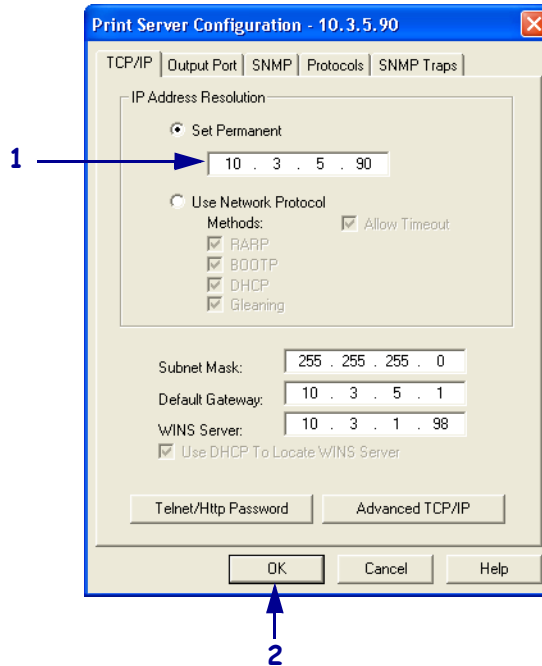 Print Server Configuration - 10.3.5.90
TCP/IP Output Port SNMP Protocols SNMP Traps
IP Address Resolution
Set Permanent
1
10 . 3 . 5 . 90
Use Network Protocol
Methods: Allow Timeout
RARP
BOOTP
DHCP
Gleaning
Subnet Mask: 255 . 255 . 255 . 0
Default Gateway: 10 . 3 . 5 . 1
WINS Server: 10 . 3 . 1 . 98
Use DHCP To Locate WINS Server
Telnet/Http Password Advanced TCP/IP
OK Cancel Help
2